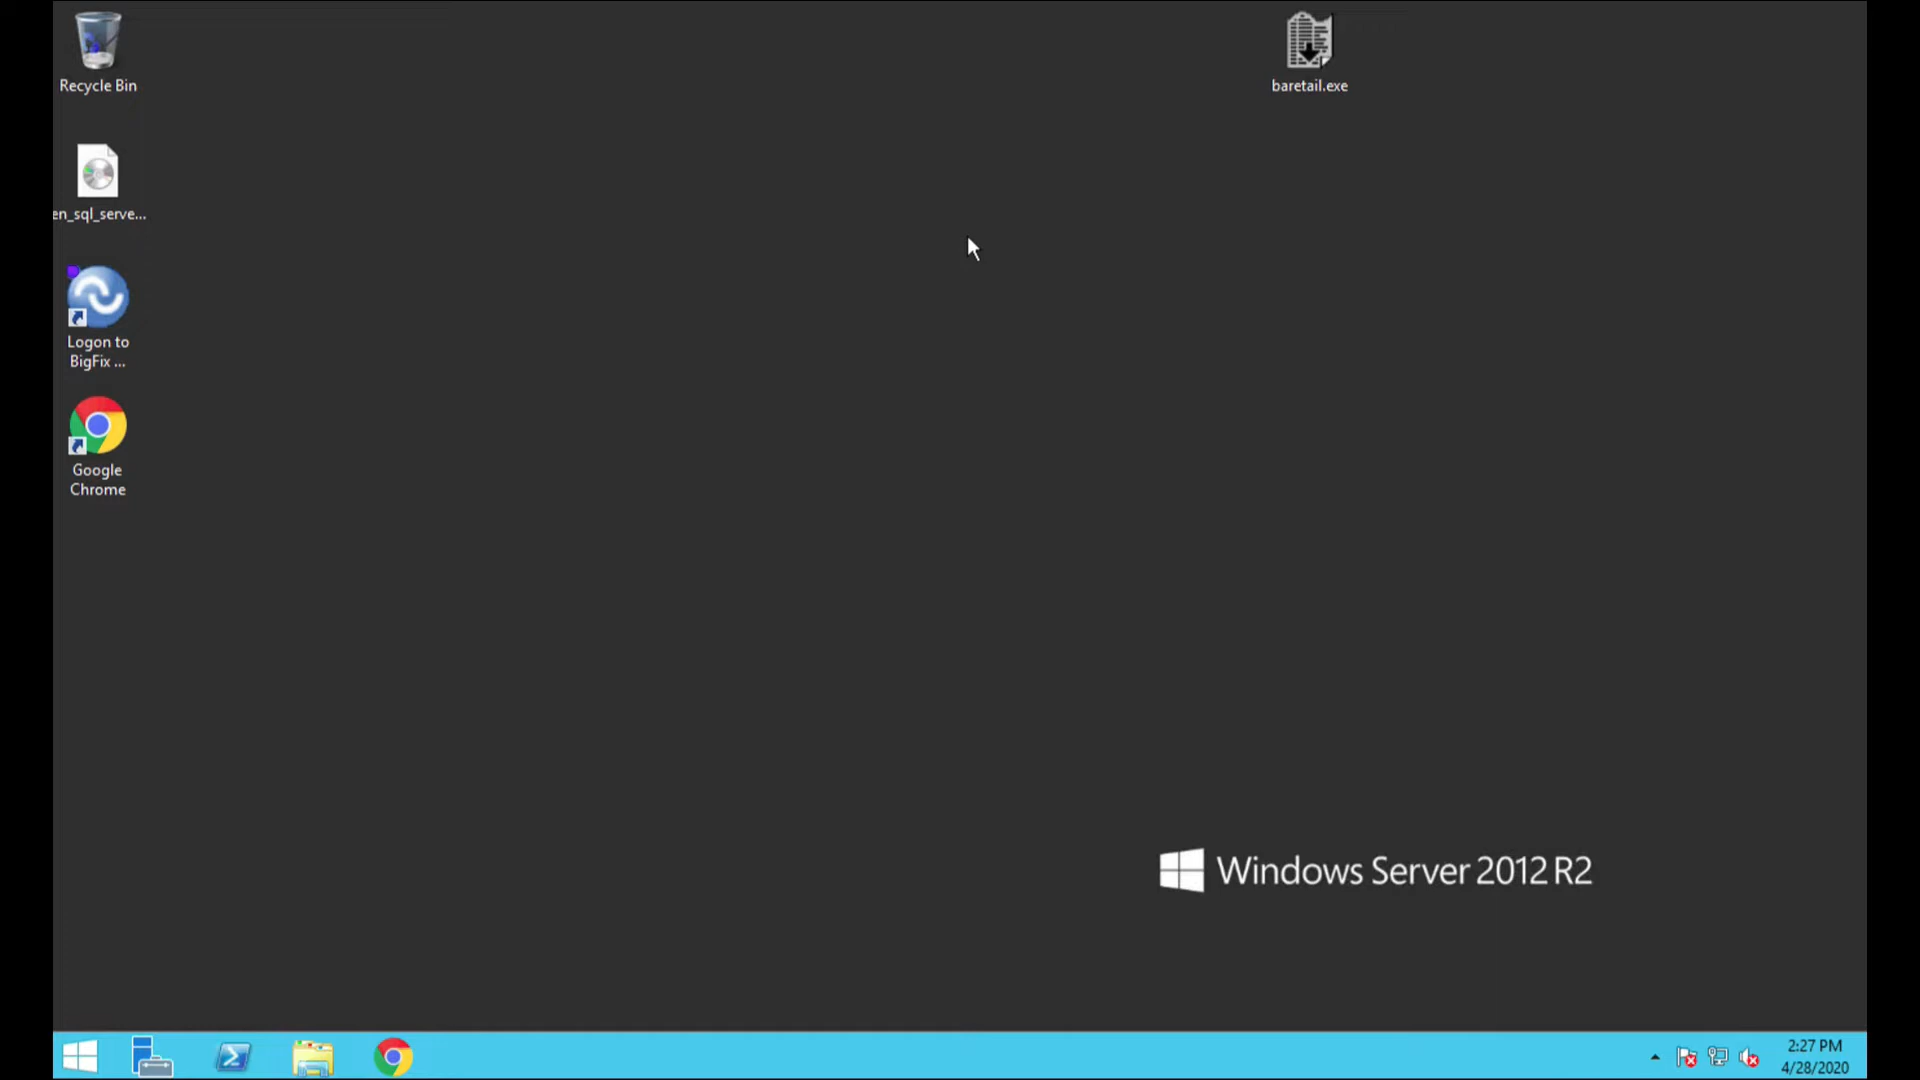 Recycle Bin
baretail.exe
en_sql_serve...
Logon to
BigFix ...
Google
Chrome
Windows Server 2012 R2
2:27 PM
4/28/2020